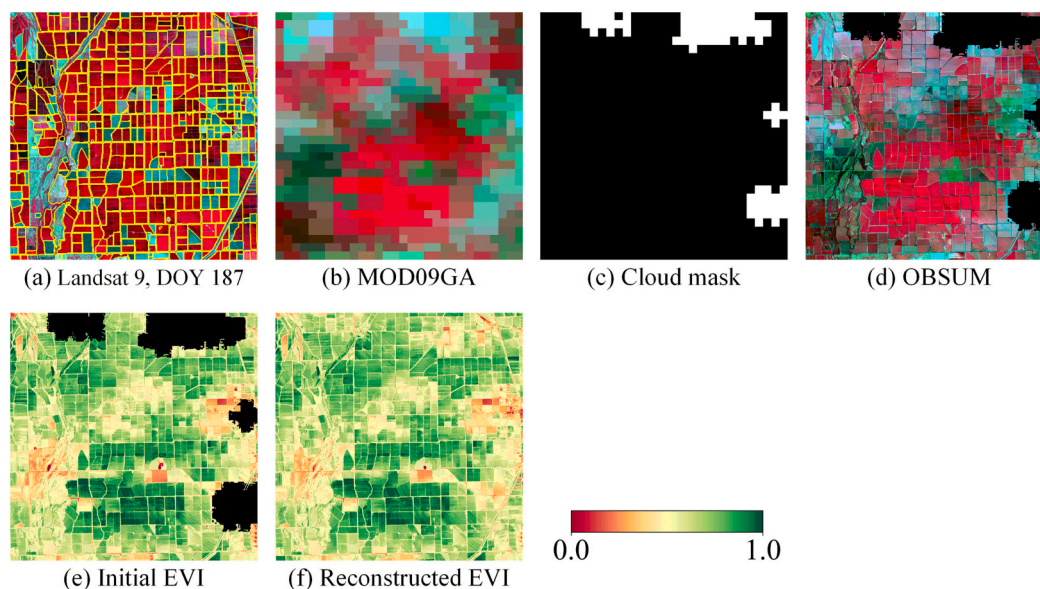 (a) Landsat 9, DOY 187
(b) MOD09GA
(c) Cloud mask
(d) OBSUM
(e) Initial EVI
(f) Reconstructed EVI
0.0
1.0